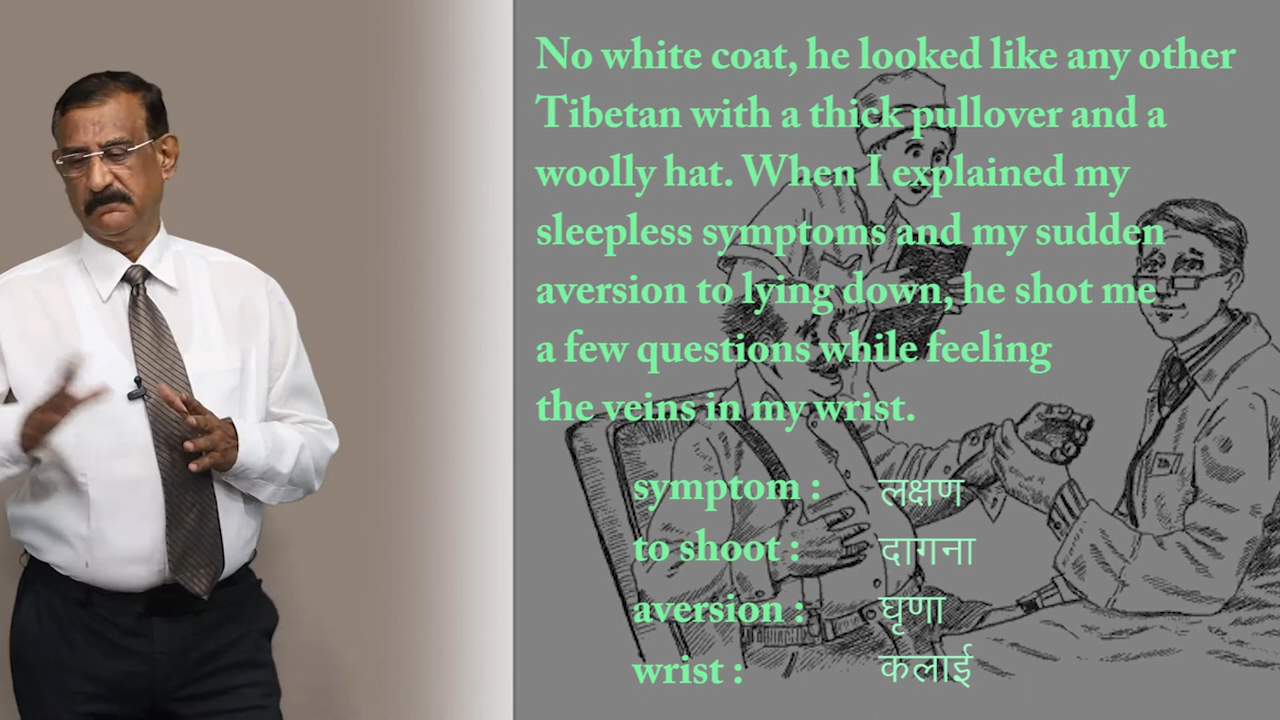 No white coat, he looked like any other
Tibetan with a thick pullover and a
woolly hat. When I explained my
sleepless symptoms and my sudden
aversion to lying down, he shot me
a few questions while feeling
the veins in my wrist.
symptom : लक्षण
to shoot : दागना
aversion : घृणा
wrist : कलाई